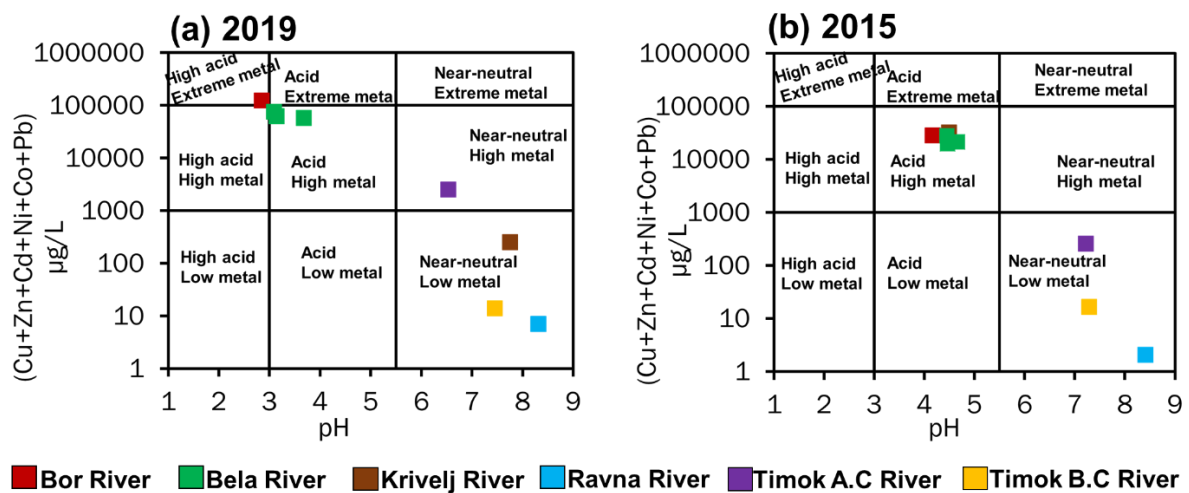 (a) 2019
(Cu+Zn+Cd+Ni+Co+Pb)
µg/L
1000000
100000
10000
1000
100
10
1
High acid
Extreme metal
Acid
Extreme metal
Near-neutral
Extreme metal
High acid
High metal
Acid
High metal
Near-neutral
High metal
High acid
Low metal
Acid
Low metal
Near-neutral
Low metal
1 2 3 4 5 6 7 8 9
pH
(b) 2015
(Cu+Zn+Cd+Ni+Co+Pb)
µg/L
1000000
100000
10000
1000
100
10
1
High acid
Extreme metal
Acid
Extreme metal
Near-neutral
Extreme metal
High acid
High metal
Acid
High metal
Near-neutral
High metal
High acid
Low metal
Acid
Low metal
Near-neutral
Low metal
1 2 3 4 5 6 7 8 9
pH
Bor River Bela River Krivelj River Ravna River Timok A.C River Timok B.C River